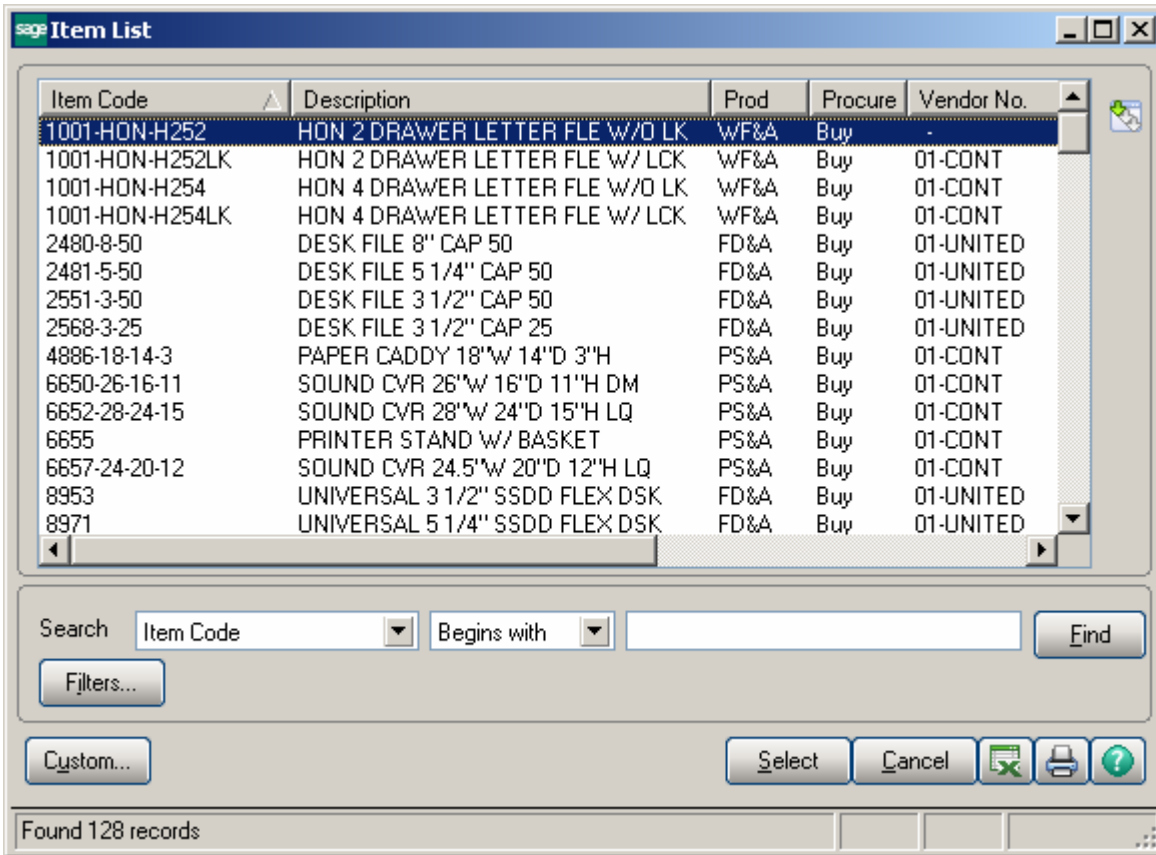 sage Item List
Item Code Description Prod Procure Vendor No.
1001-HON-H252 HON 2 DRAWER LETTER FLE W/O LK WF&A Buy -
1001-HON-H252LK HON 2 DRAWER LETTER FLE W/ LCK WF&A Buy 01-CONT
1001-HON-H254 HON 4 DRAWER LETTER FLE W/O LK WF&A Buy 01-CONT
1001-HON-H254LK HON 4 DRAWER LETTER FLE W/ LCK WF&A Buy 01-CONT
2480-8-50 DESK FILE 8" CAP 50 FD&A Buy 01-UNITED
2481-5-50 DESK FILE 5 1/4" CAP 50 FD&A Buy 01-UNITED
2551-3-50 DESK FILE 3 1/2" CAP 50 FD&A Buy 01-UNITED
2568-3-25 DESK FILE 3 1/2" CAP 25 FD&A Buy 01-UNITED
4886-18-14-3 PAPER CADDY 18"W 14"D 3"H PS&A Buy 01-CONT
6650-26-16-11 SOUND CVR 26"W 16"D 11"H DM PS&A Buy 01-CONT
6652-28-24-15 SOUND CVR 28"W 24"D 15"H LQ PS&A Buy 01-CONT
6655 PRINTER STAND W/ BASKET PS&A Buy 01-CONT
6657-24-20-12 SOUND CVR 24.5"W 20"D 12"H LQ PS&A Buy 01-CONT
8953 UNIVERSAL 3 1/2" SSDD FLEX DSK FD&A Buy 01-UNITED
8971 UNIVERSAL 5 1/4" SSDD FLEX DSK FD&A Buy 01-UNITED
Search Item Code Begins with Find
Filters...
Custom... Select Cancel
Found 128 records